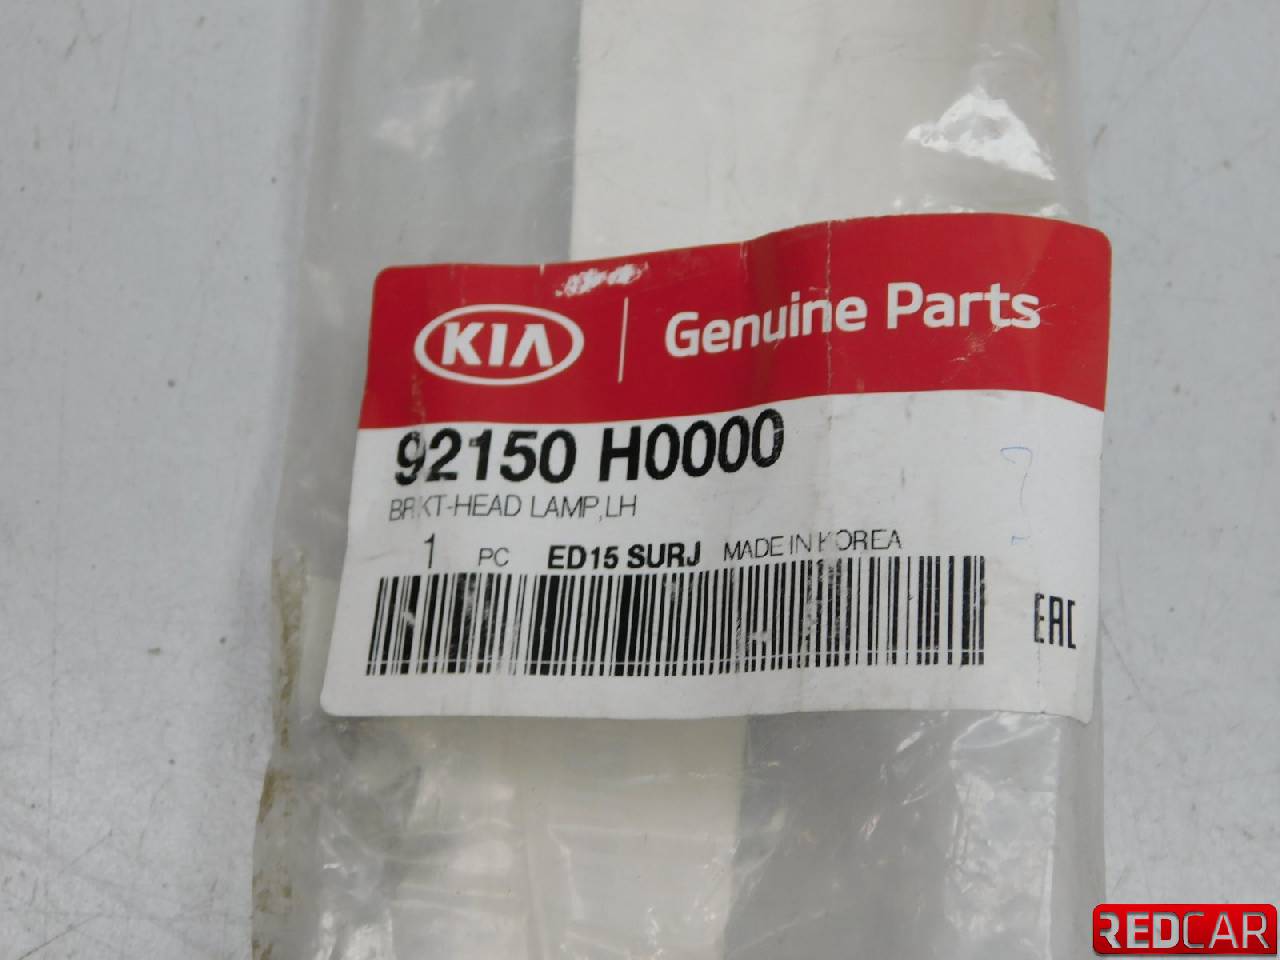 KIA Genuine Parts
92150 H0000
BRKT-HEAD LAMP,LH
1 PC ED15 SURJ MADE IN KOREA
EAC
REDCAR